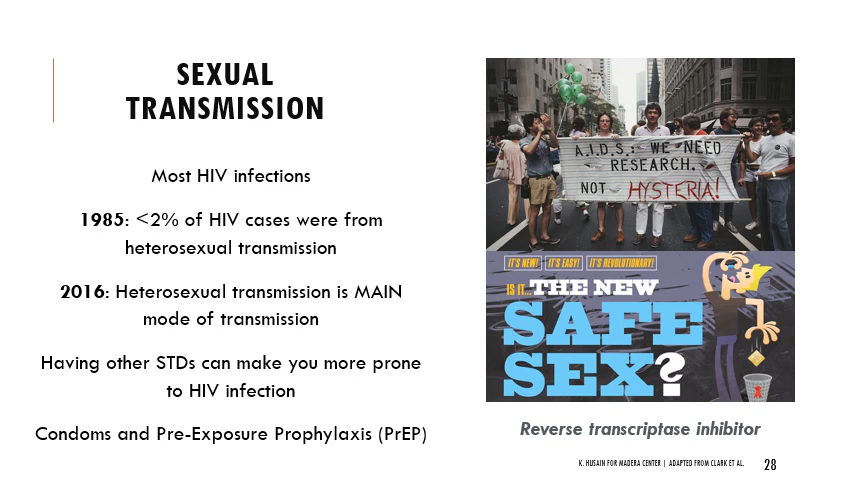 SEXUAL
TRANSMISSION
Most HIV infections
1985: <2% of HIV cases were from
heterosexual transmission
2016: Heterosexual transmission is MAIN
mode of transmission
Having other STDs can make you more prone
to HIV infection
Condoms and Pre-Exposure Prophylaxis (PrEP)
A.I.D.S.: WE NEED
RESEARCH,
NOT HYSTERIA!
IT'S NEW! IT'S EASY! IT'S REVOLUTIONARY!
IS IT...THE NEW
SAFE
SEX?
Reverse transcriptase inhibitor
K. HUSAIN FOR MADERA CENTER | ADAPTED FROM CLARK ET AL.
28